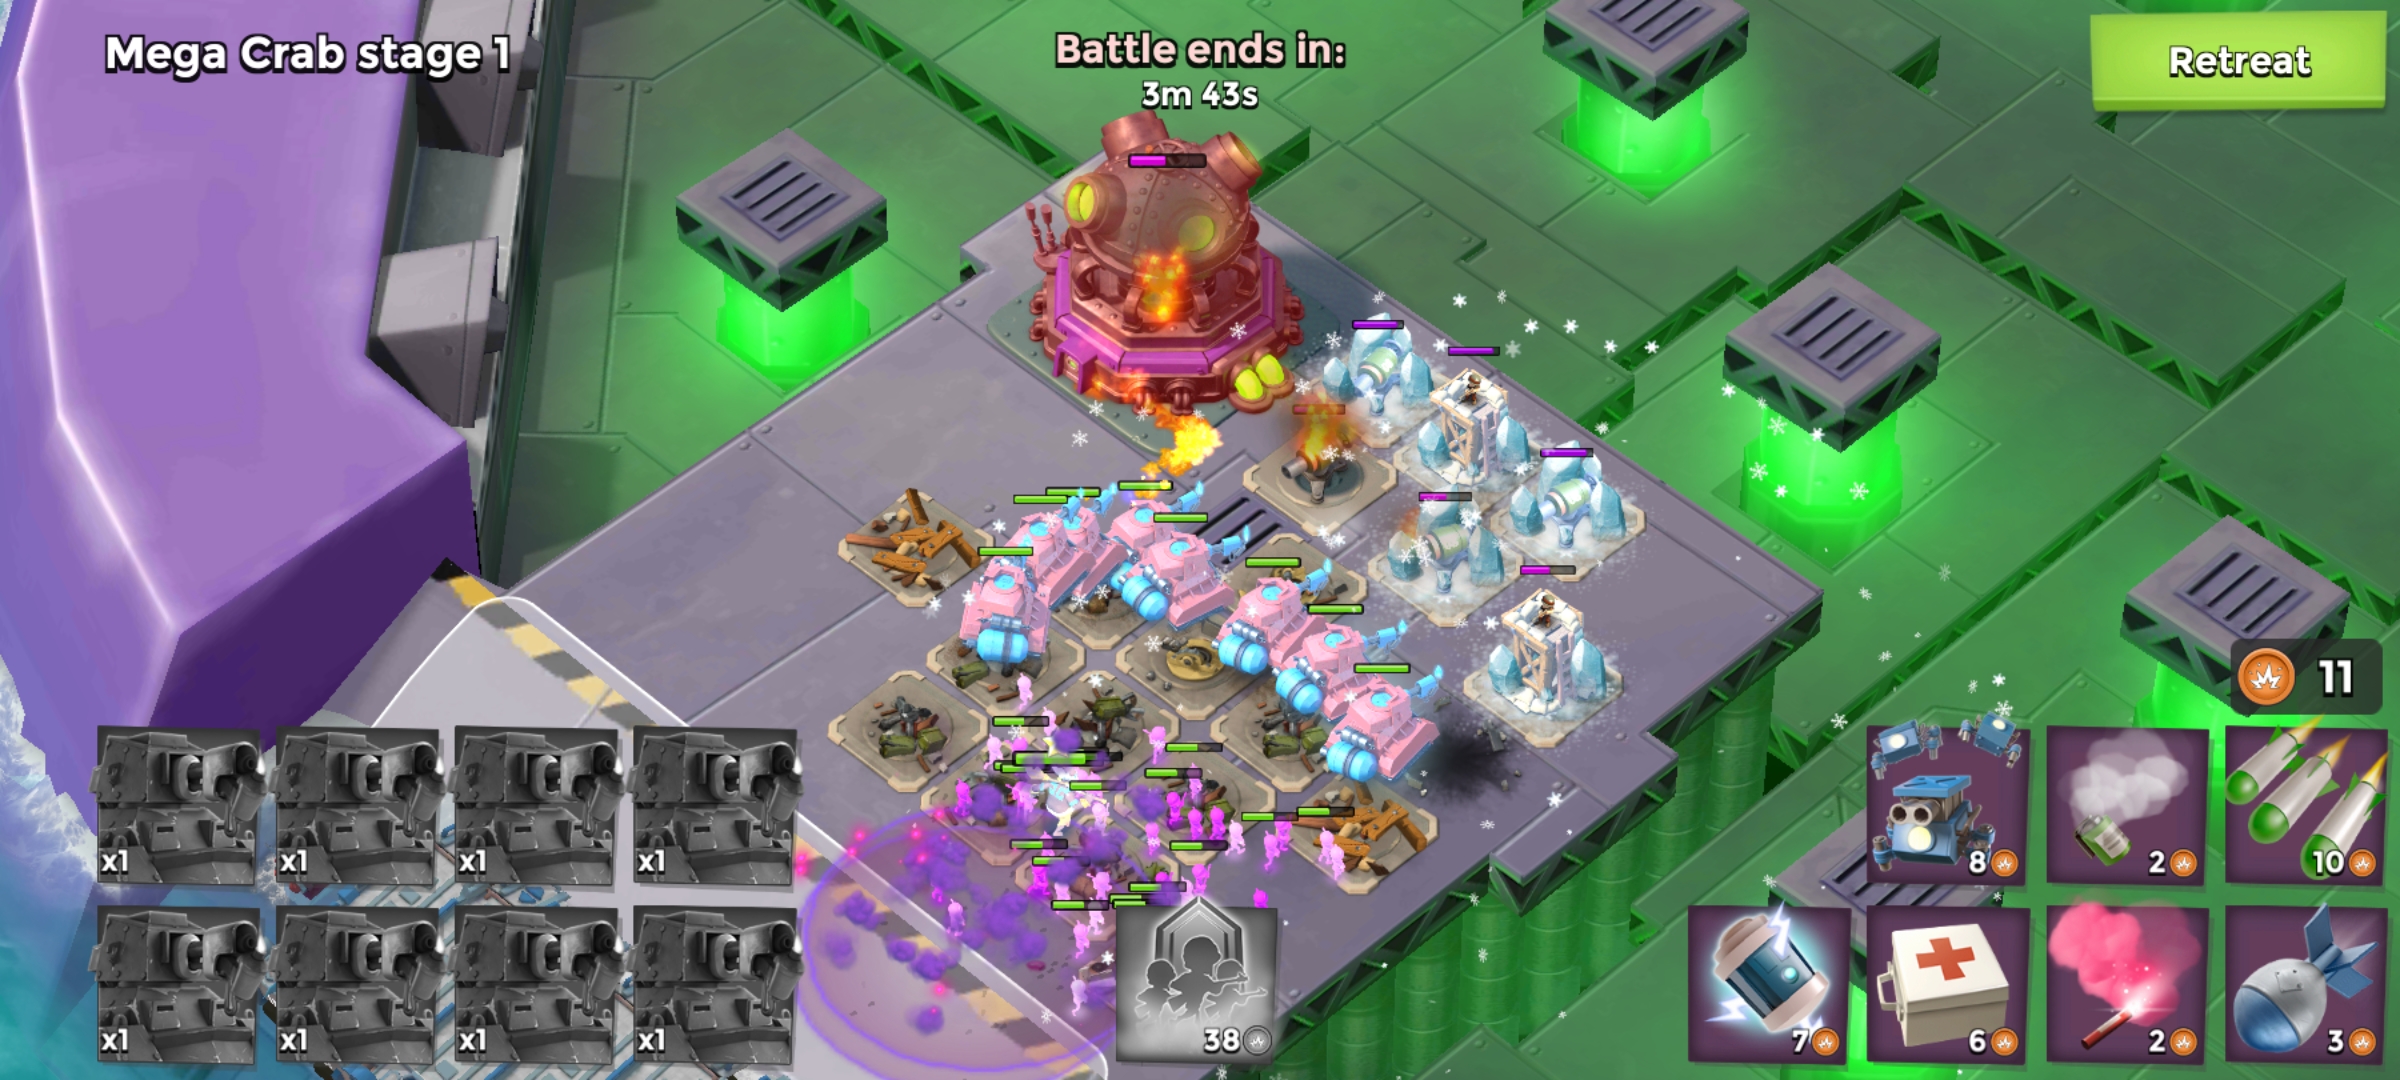 Mega Crab stage 1
Battle ends in:
3m 43s
Retreat
11
x1
x1
x1
x1
8
2
10
x1
x1
x1
x1
38
7
6
2
3